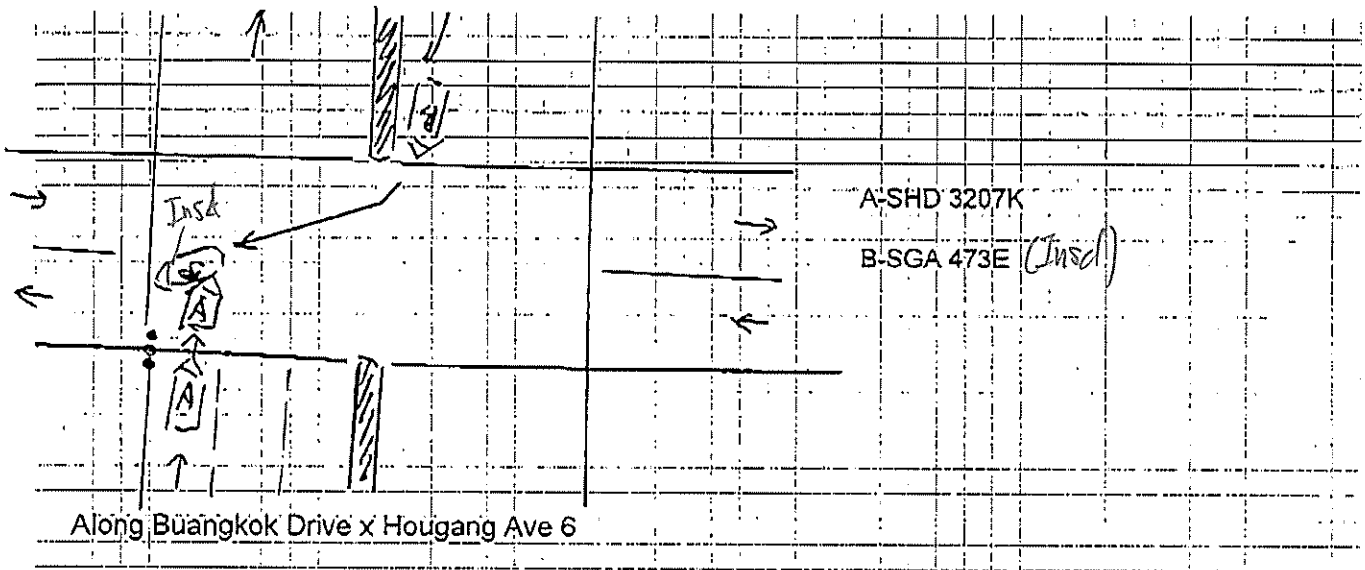 Insd
A-SHD 3207K
B-SGA 473E (Insd)
A
A
Along Buangkok Drive x Hougang Ave 6